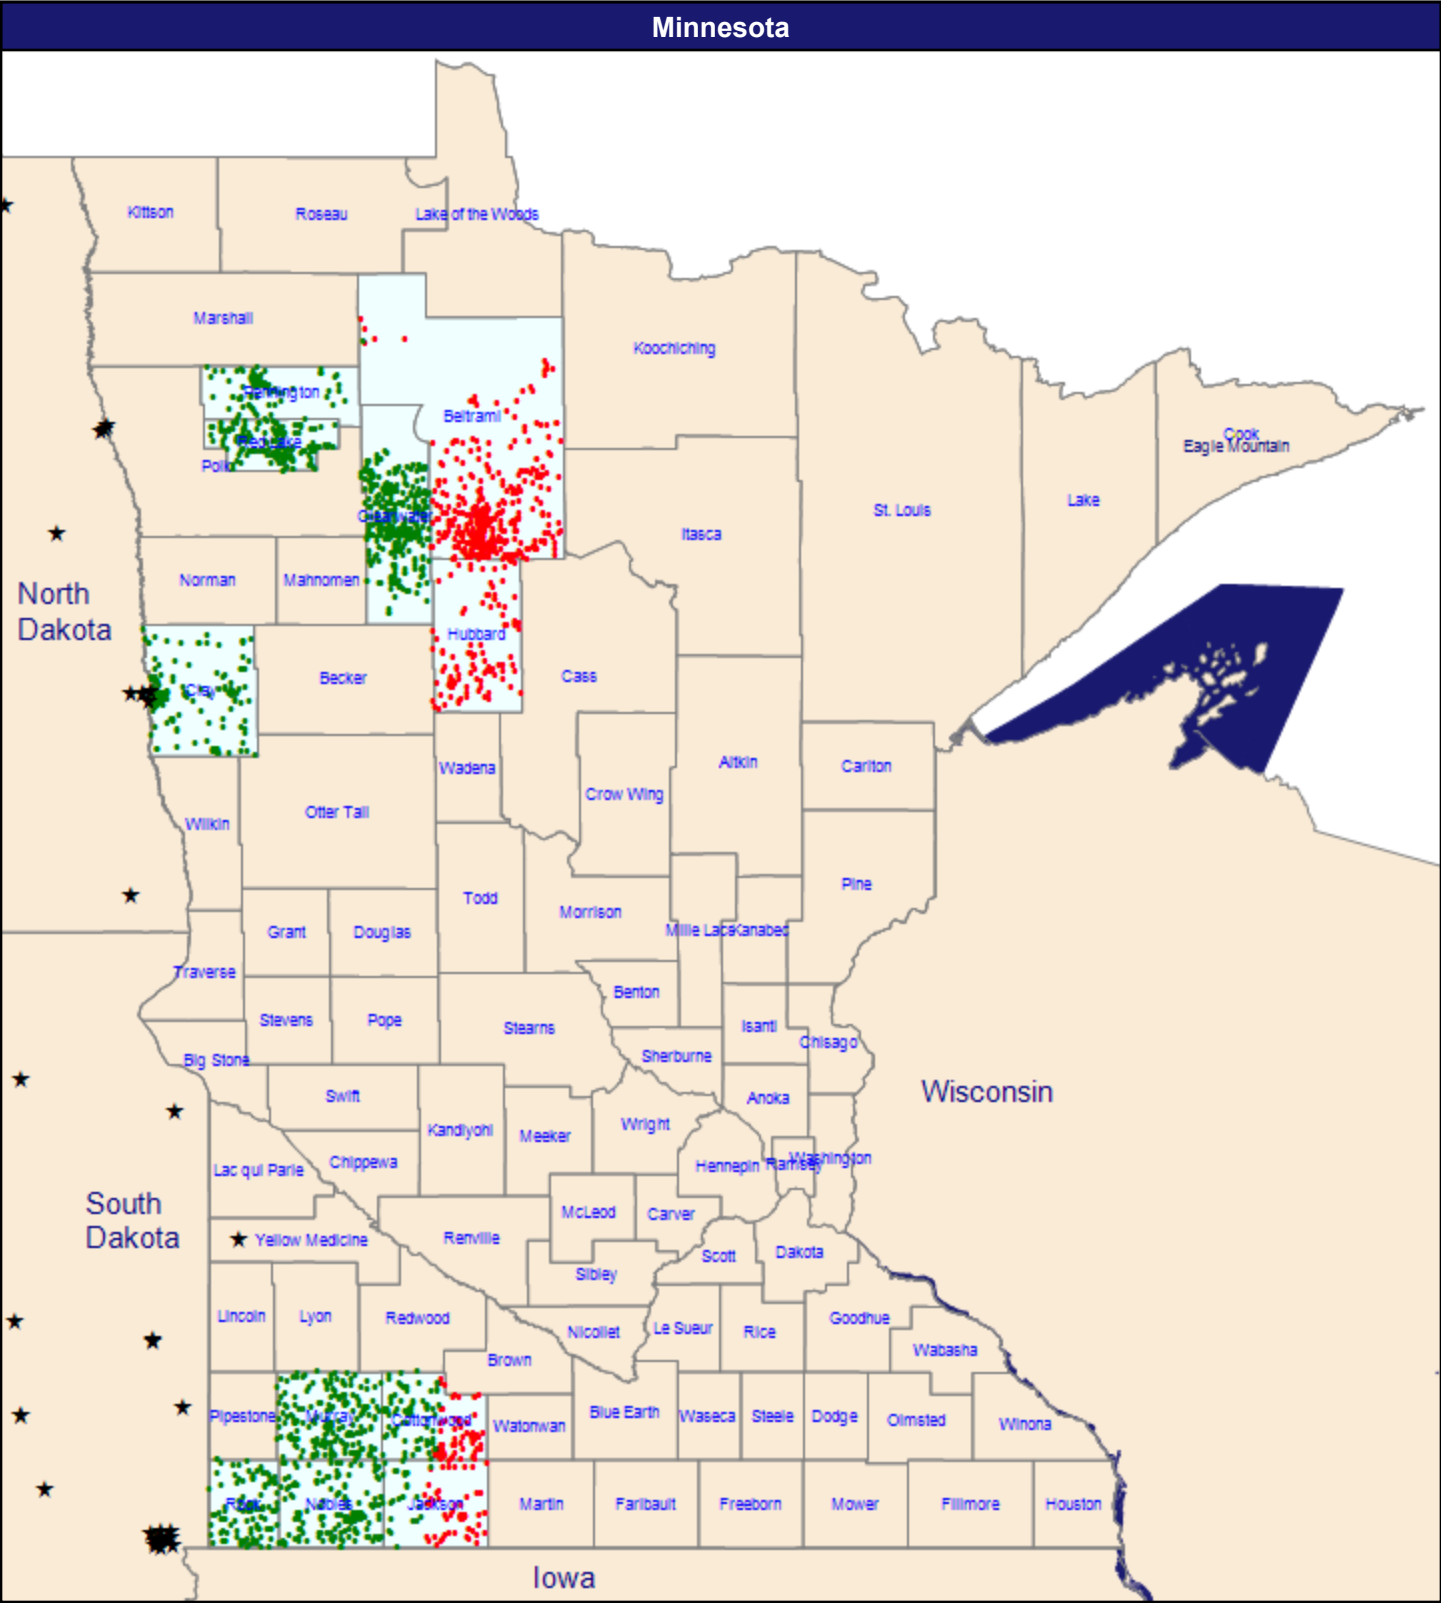 Minnesota
Kittson
Roseau
Lake of the Woods
Marshall
Koochiching
Pennington
Beltrami
Red Lake
Polk
Cook
Eagle Mountain
Clearwater
St. Louis
Lake
Itasca
Norman
Mahnomen
North
Dakota
Hubbard
Clay
Becker
Cass
Wadena
Aitkin
Carlton
Crow Wing
Wilkin
Otter Tail
Pine
Todd
Morrison
Grant
Douglas
Mille Lacs
Kanabec
Traverse
Benton
Stevens
Pope
Stearns
Isanti
Chisago
Big Stone
Sherburne
Swift
Anoka
Wisconsin
Kandiyohi
Meeker
Wright
Lac qui Parle
Chippewa
Hennepin
Ramsey
Washington
South
Dakota
McLeod
Carver
Yellow Medicine
Renville
Scott
Dakota
Sibley
Lincoln
Lyon
Redwood
Nicollet
Le Sueur
Rice
Goodhue
Wabasha
Brown
Pipestone
Murray
Cottonwood
Watonwan
Blue Earth
Waseca
Steele
Dodge
Olmsted
Winona
Rock
Nobles
Jackson
Martin
Faribault
Freeborn
Mower
Fillmore
Houston
Iowa